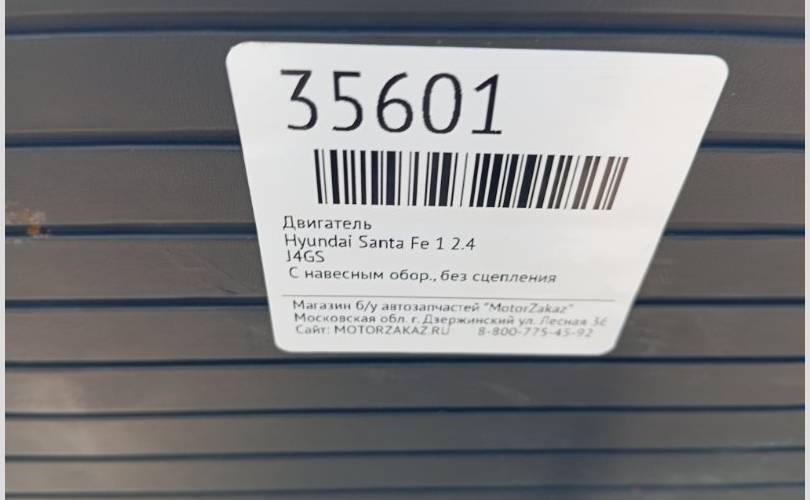 35601
Двигатель
Hyundai Santa Fe 1 2.4
J4GS
С навесным обор., без сцепления
Магазин б/у автозапчастей "MotorZakaz"
Московская обл. г. Дзержинский ул. Лесная 36
Сайт: MOTORZAKAZ.RU 8-800-775-45-92